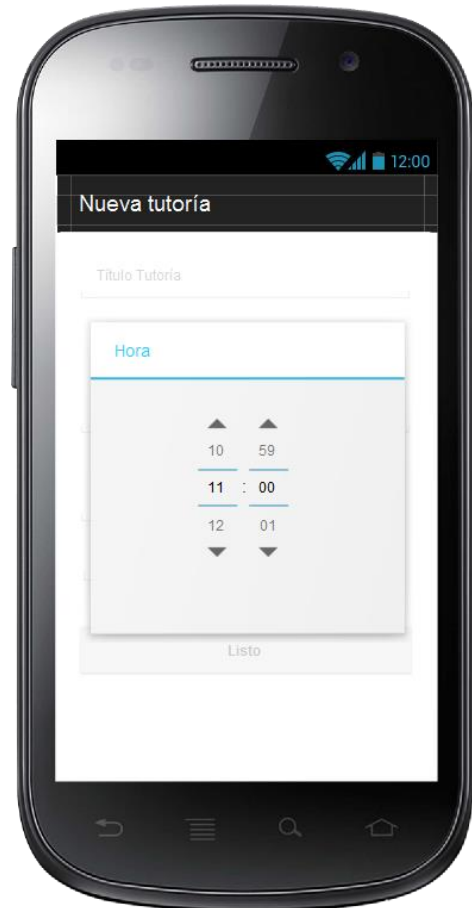 12:00
Nueva tutoría
Título Tutoría
Hora
10 59
11 : 00
12 01
Listo